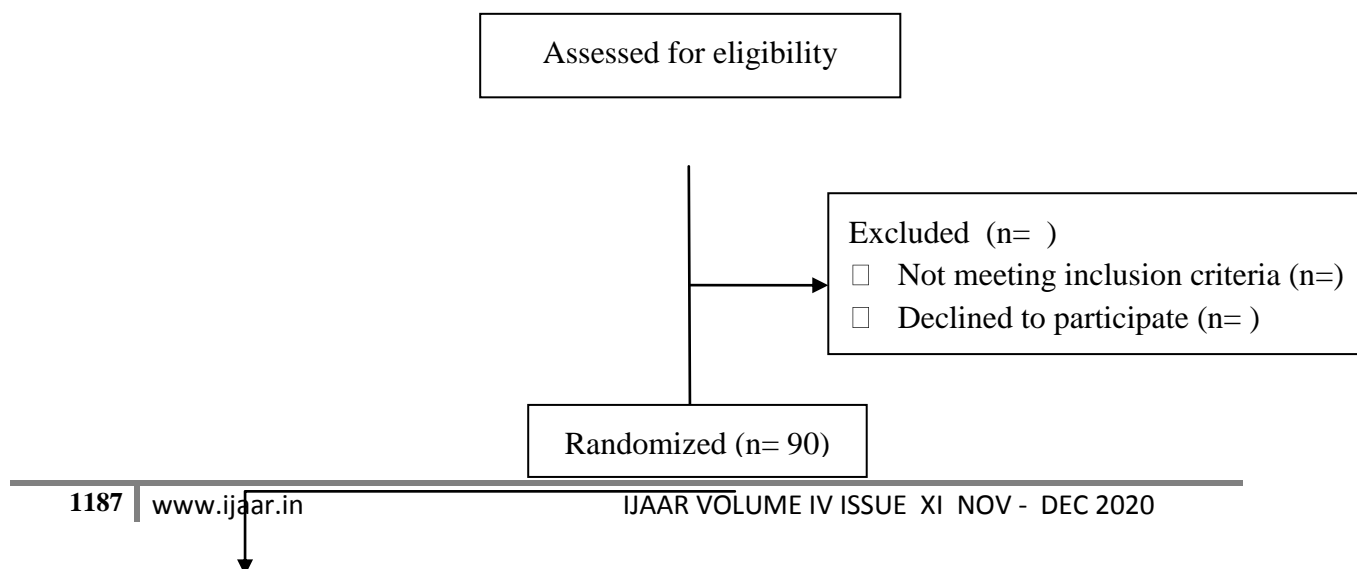 Assessed for eligibility
Excluded (n= )
□ Not meeting inclusion criteria (n=)
□ Declined to participate (n= )
Randomized (n= 90)
1187 www.ijaar.in IJAAR VOLUME IV ISSUE XI NOV - DEC 2020